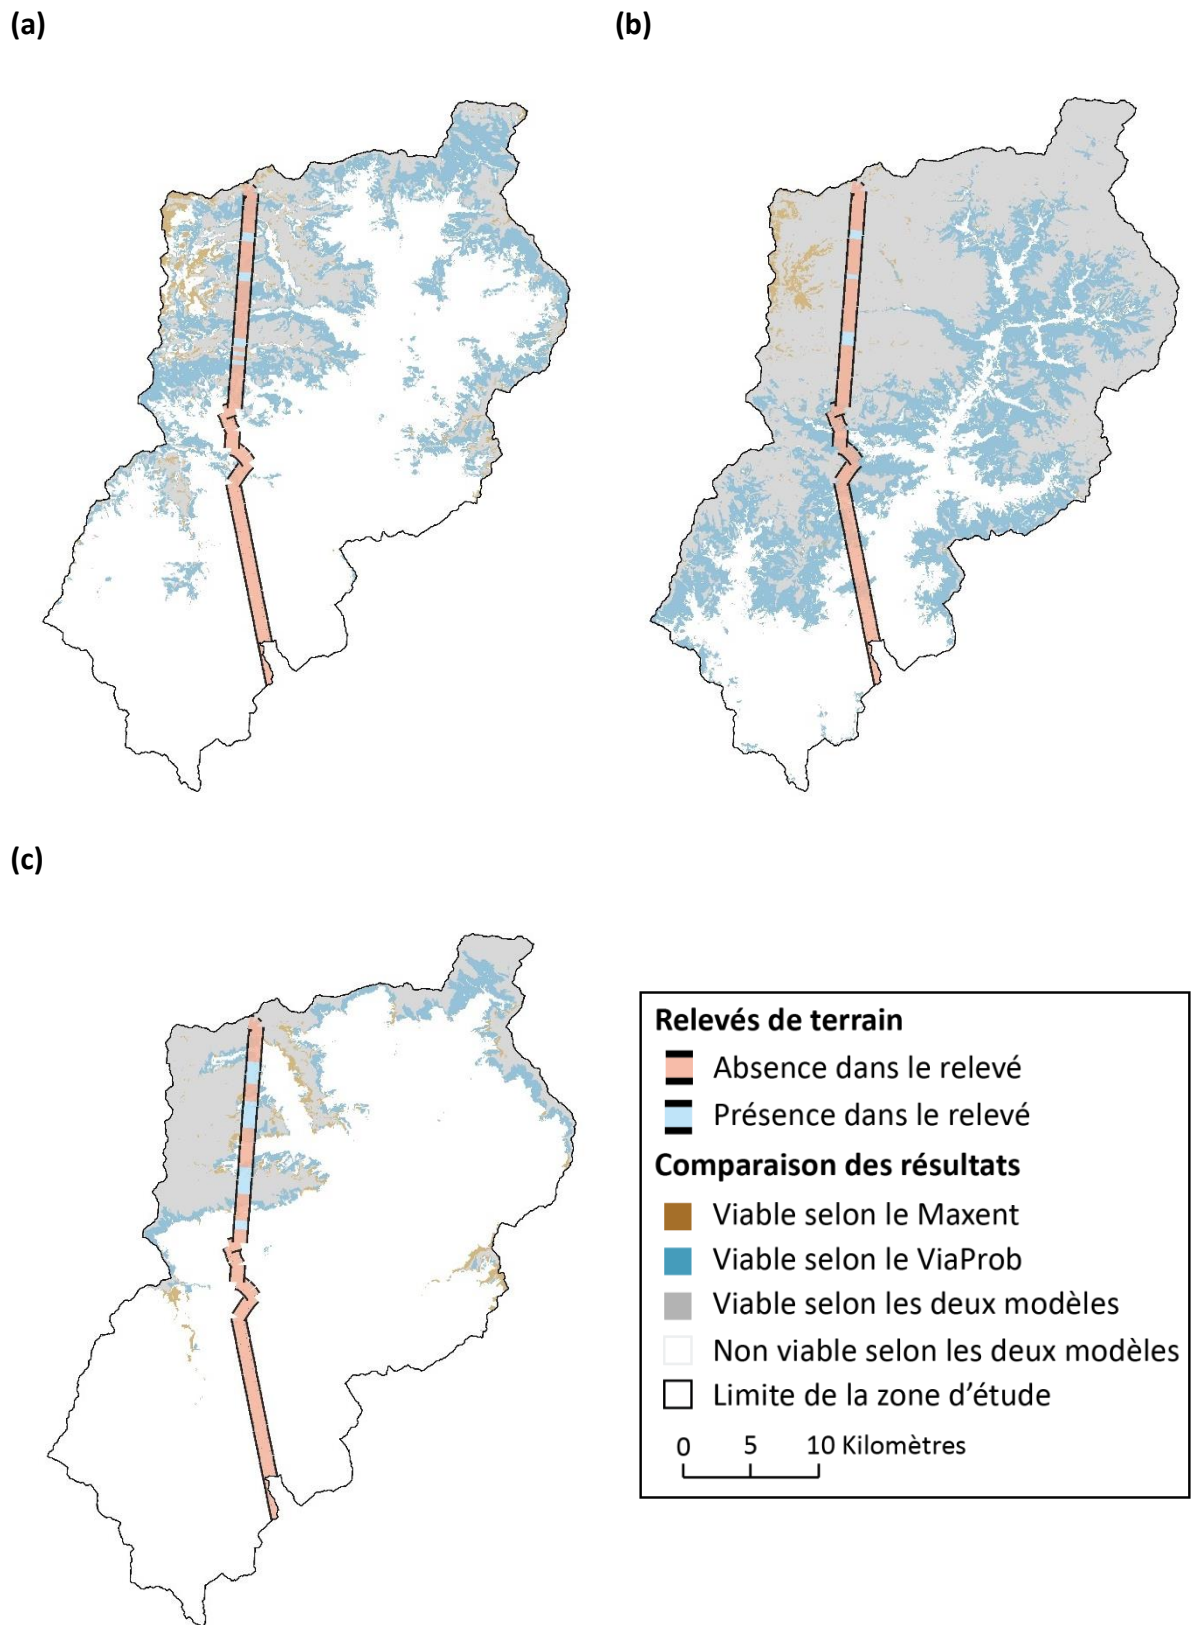 (a)
(b)
(c)
Relevés de terrain
Absence dans le relevé
Présence dans le relevé
Comparaison des résultats
Viable selon le Maxent
Viable selon le ViaProb
Viable selon les deux modèles
Non viable selon les deux modèles
Limite de la zone d'étude
0 5 10 Kilomètres